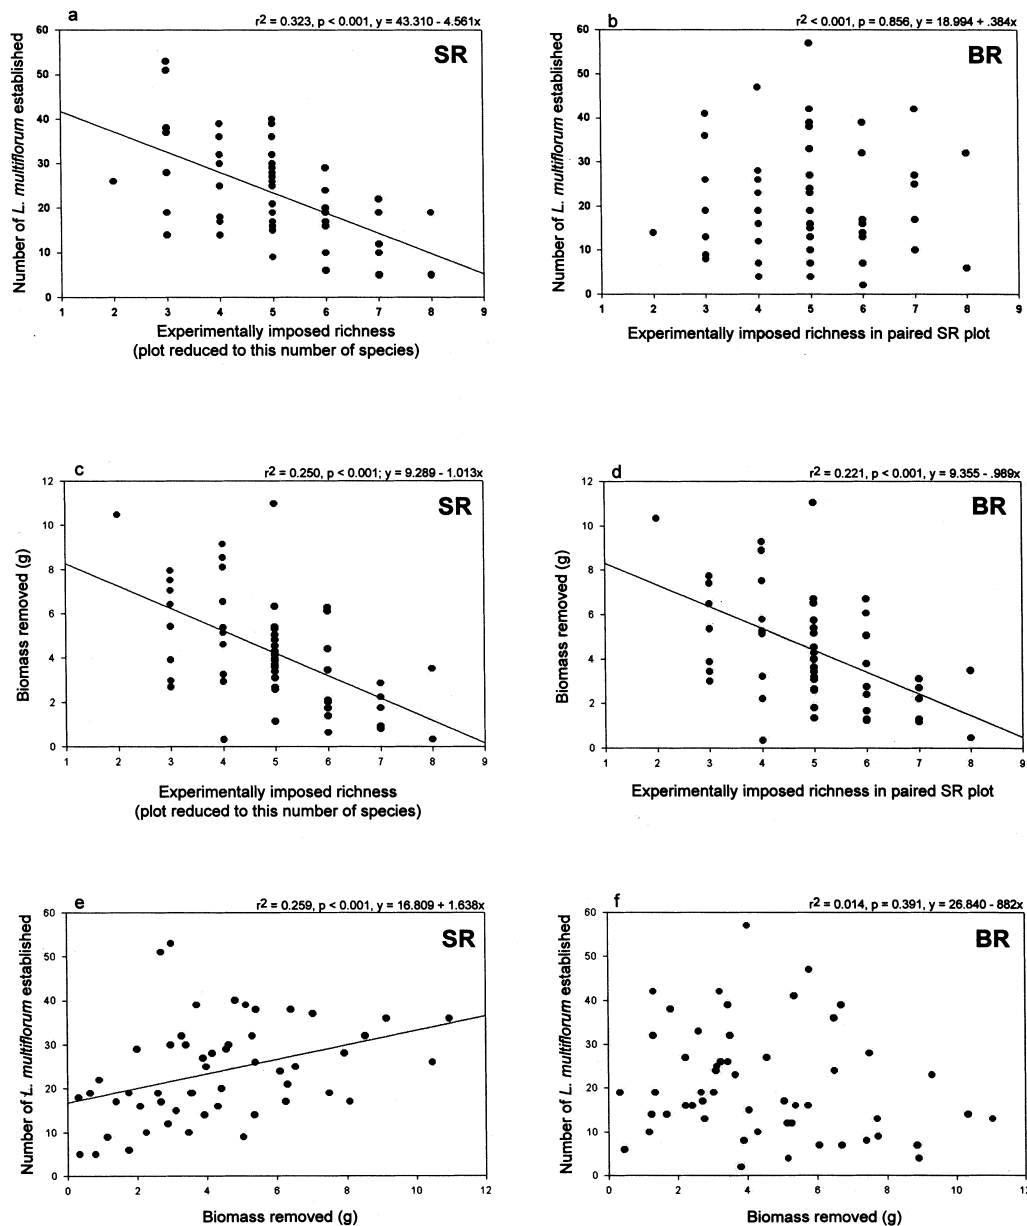 a
r2 = 0.323, p < 0.001, y = 43.310 - 4.561x
SR
Number of L. multiflorum established
60
50
40
30
20
10
0
1 2 3 4 5 6 7 8 9
Experimentally imposed richness
(plot reduced to this number of species)
b
r2 < 0.001, p = 0.856, y = 18.994 + .384x
BR
Number of L. multiflorum established
60
50
40
30
20
10
0
1 2 3 4 5 6 7 8 9
Experimentally imposed richness in paired SR plot
c
r2 = 0.250, p < 0.001; y = 9.289 - 1.013x
SR
Biomass removed (g)
12
10
8
6
4
2
0
1 2 3 4 5 6 7 8 9
Experimentally imposed richness
(plot reduced to this number of species)
d
r2 = 0.221, p < 0.001, y = 9.355 - .989x
BR
Biomass removed (g)
12
10
8
6
4
2
0
1 2 3 4 5 6 7 8 9
Experimentally imposed richness in paired SR plot
e
r2 = 0.259, p < 0.001, y = 16.809 + 1.638x
SR
Number of L. multiflorum established
60
50
40
30
20
10
0
0 2 4 6 8 10 12
Biomass removed (g)
f
r2 = 0.014, p = 0.391, y = 26.840 - 882x
BR
Number of L. multiflorum established
60
50
40
30
20
10
0
0 2 4 6 8 10 12
Biomass removed (g)